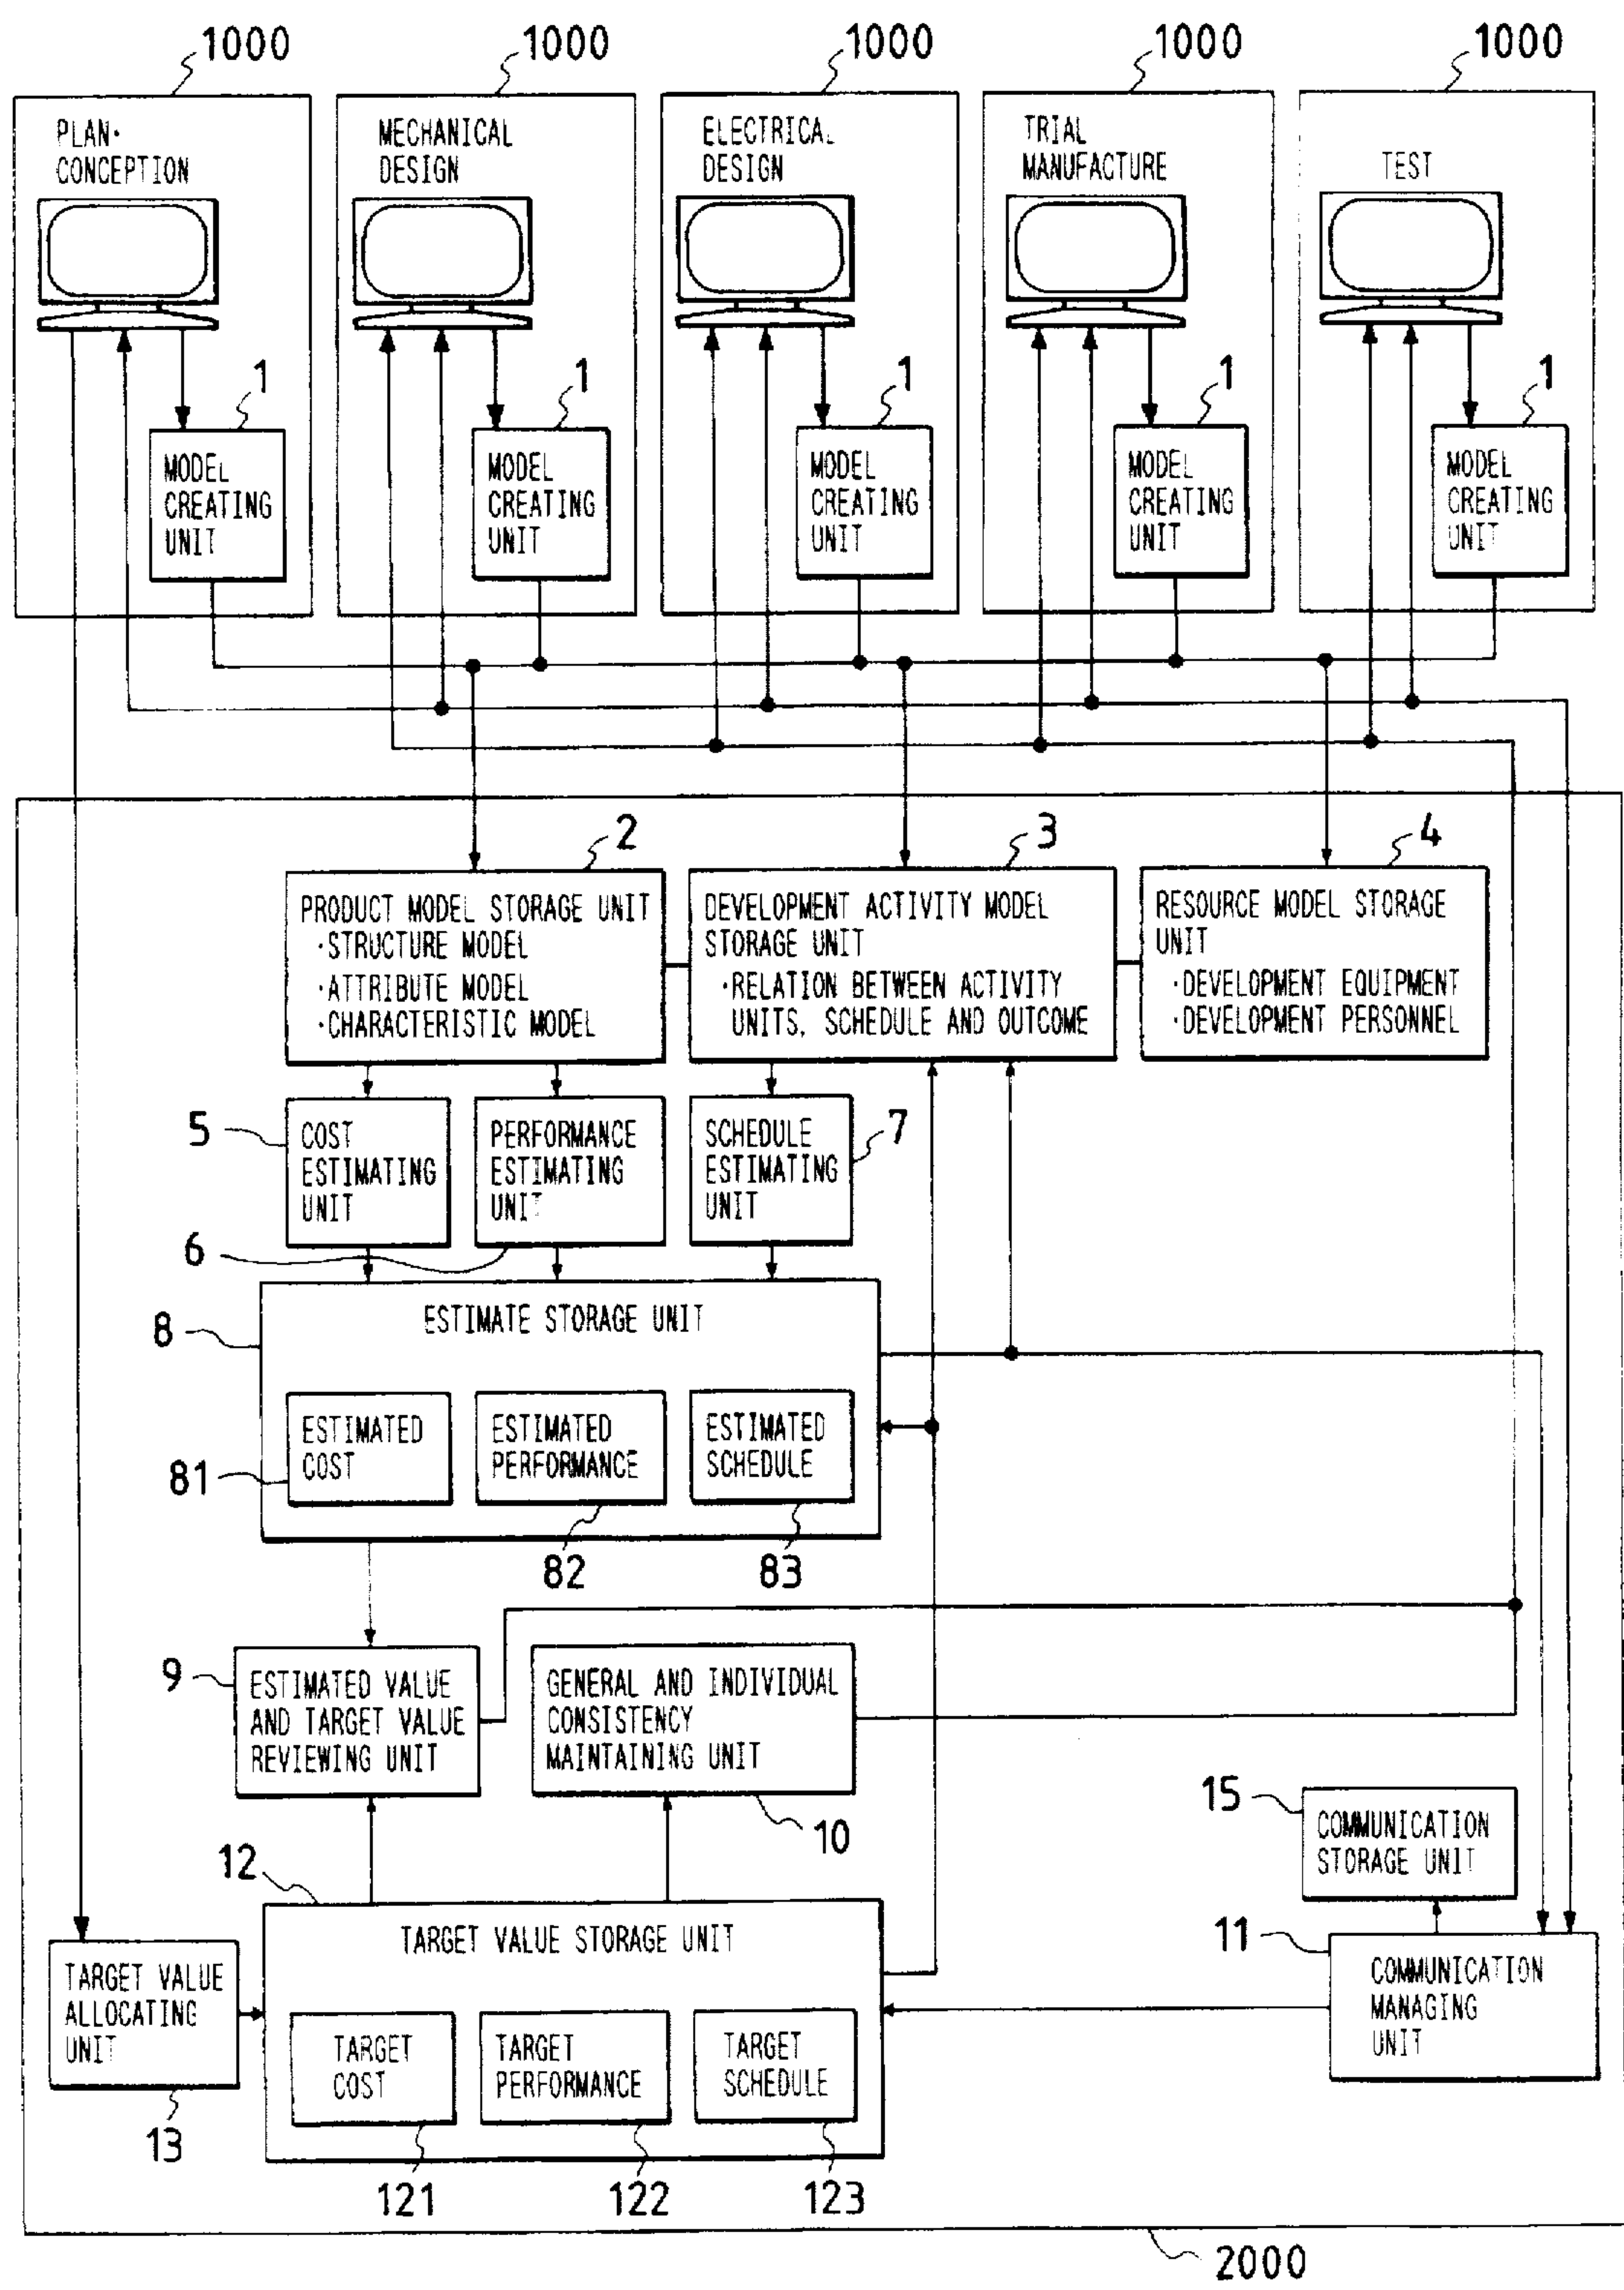 1000
1000
1000
1000
1000
PLAN·
CONCEPTION
MECHANICAL
DESIGN
ELECTRICAL
DESIGN
TRIAL
MANUFACTURE
TEST
1
1
1
1
1
MODEL
CREATING
UNIT
MODEL
CREATING
UNIT
MODEL
CREATING
UNIT
MODEL
CREATING
UNIT
MODEL
CREATING
UNIT
2
3
4
PRODUCT MODEL STORAGE UNIT
·STRUCTURE MODEL
·ATTRIBUTE MODEL
·CHARACTERISTIC MODEL
DEVELOPMENT ACTIVITY MODEL
STORAGE UNIT
·RELATION BETWEEN ACTIVITY
UNITS, SCHEDULE AND OUTCOME
RESOURCE MODEL STORAGE
UNIT
·DEVELOPMENT EQUIPMENT
·DEVELOPMENT PERSONNEL
5
COST
ESTIMATING
UNIT
PERFORMANCE
ESTIMATING
UNIT
SCHEDULE
ESTIMATING
UNIT
7
6
8
ESTIMATE STORAGE UNIT
ESTIMATED
COST
ESTIMATED
PERFORMANCE
ESTIMATED
SCHEDULE
81
82
83
9
ESTIMATED VALUE
AND TARGET VALUE
REVIEWING UNIT
GENERAL AND INDIVIDUAL
CONSISTENCY
MAINTAINING UNIT
10
15
COMMUNICATION
STORAGE UNIT
12
TARGET VALUE STORAGE UNIT
11
COMMUNICATION
MANAGING
UNIT
TARGET VALUE
ALLOCATING
UNIT
13
TARGET
COST
TARGET
PERFORMANCE
TARGET
SCHEDULE
121
122
123
2000